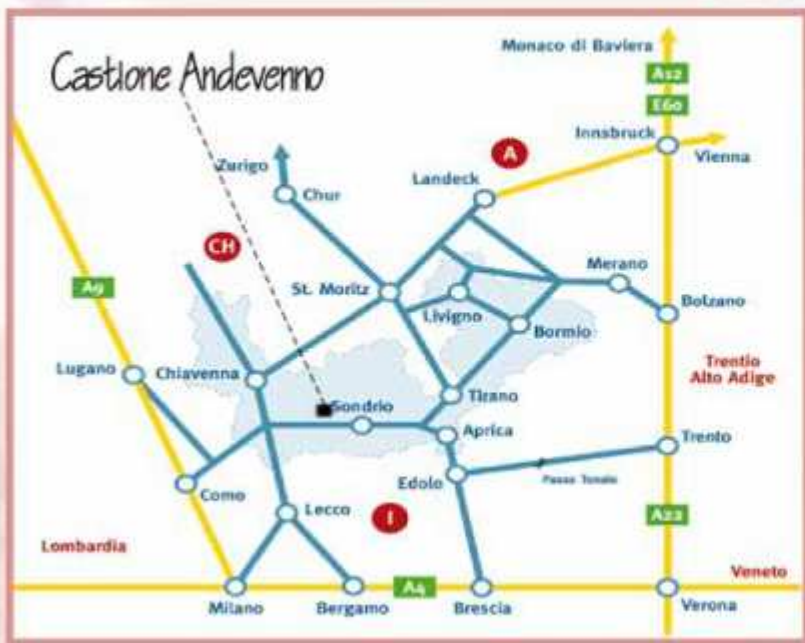 Monaco di Baviera
Castione Andevenno
A12
E60
Innsbruck
Vienna
A
Zurigo
Landeck
Chur
CH
St. Moritz
Merano
A9
Livigno
Bolzano
Bormio
Lugano
Chiavenna
Trentio
Alto Adige
Tirano
Sondrio
Aprica
Trento
Edolo
Passo Tonale
Como
Lecco
I
A22
Lombardia
Veneto
A4
Milano
Bergamo
Brescia
Verona